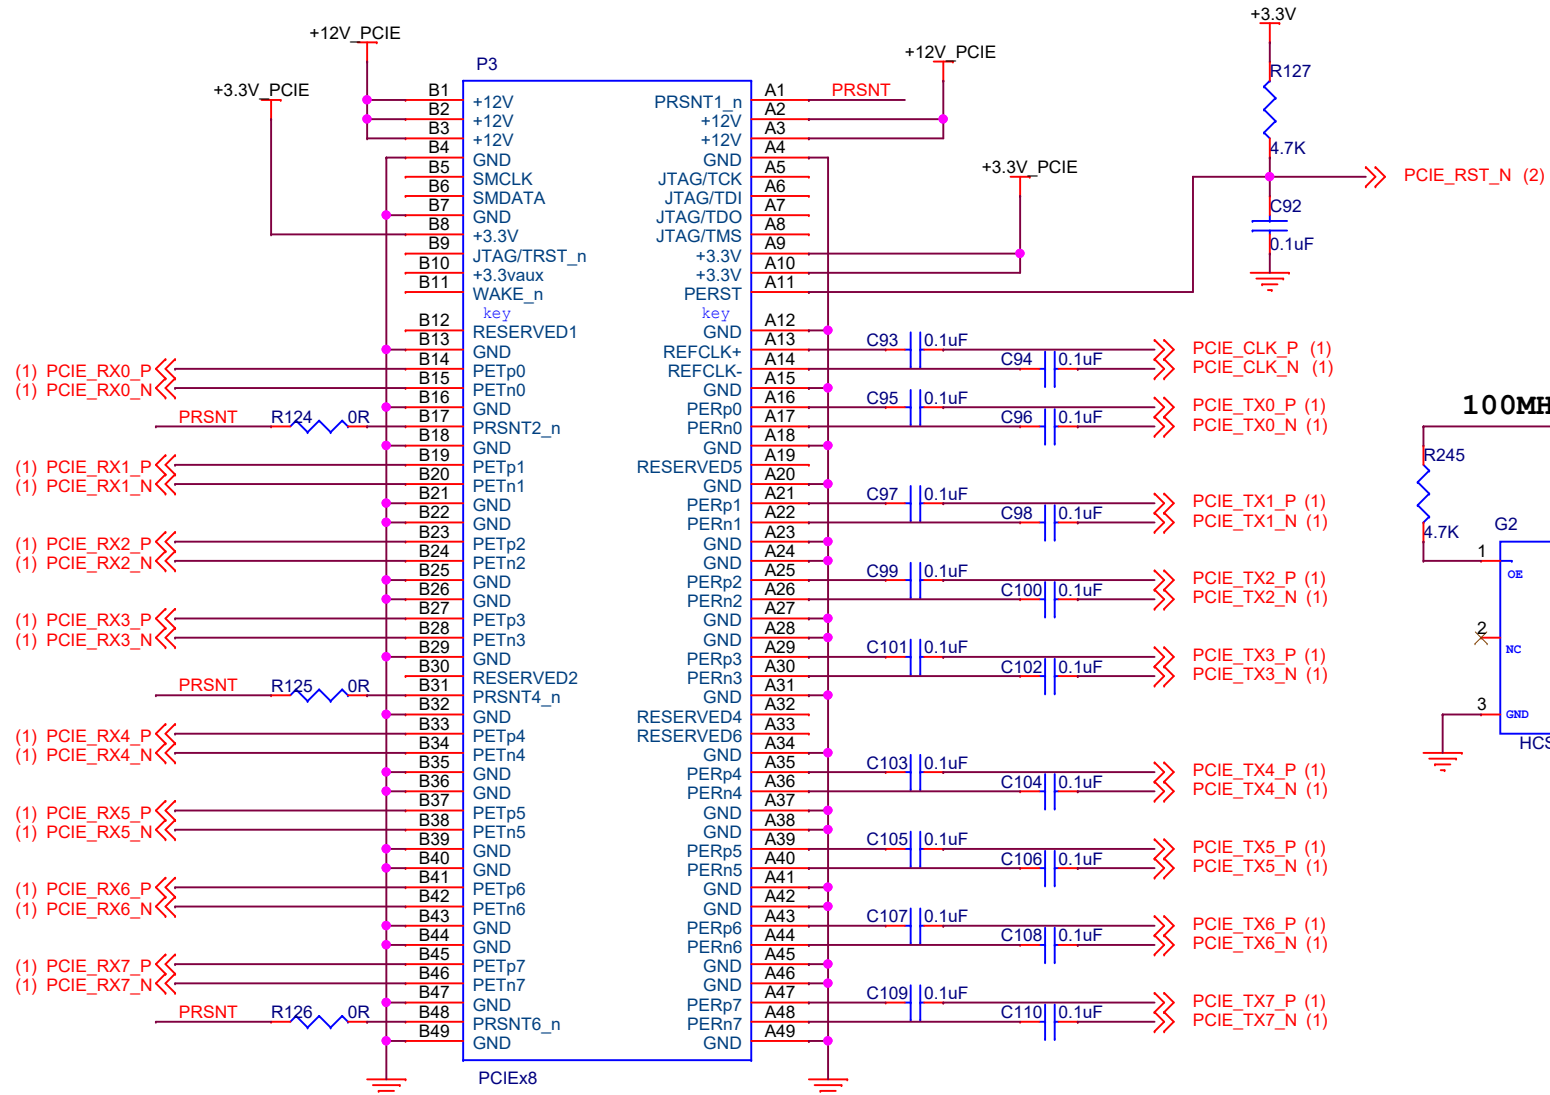 +12V_PCIE
+3.3V_PCIE
P3
+12V_PCIE
+3.3V
R127
4.7K
+3.3V_PCIE
PCIE_RST_N (2)
C92
0.1uF
B1 +12V PRSNT1_n A1 PRSNT
B2 +12V +12V A2
B3 +12V +12V A3
B4 GND GND A4
B5 SMCLK JTAG/TCK A5
B6 SMDATA JTAG/TDI A6
B7 GND JTAG/TDO A7
B8 +3.3V JTAG/TMS A8
B9 JTAG/TRST_n +3.3V A9
B10 +3.3vaux +3.3V A10
B11 WAKE_n PERST A11
key key
B12 RESERVED1 GND A12
B13 GND REFCLK+ A13 C93 0.1uF PCIE_CLK_P (1)
(1) PCIE_RX0_P B14 PETp0 REFCLK- A14 C94 0.1uF PCIE_CLK_N (1)
(1) PCIE_RX0_N B15 PETn0 GND A15
B16 GND PERp0 A16 C95 0.1uF PCIE_TX0_P (1)
PRSNT R124 0R B17 PRSNT2_n PERn0 A17 C96 0.1uF PCIE_TX0_N (1)
B18 GND GND A18
(1) PCIE_RX1_P B19 PETp1 RESERVED5 A19
(1) PCIE_RX1_N B20 PETn1 GND A20
B21 GND PERp1 A21 C97 0.1uF PCIE_TX1_P (1)
B22 GND PERn1 A22 C98 0.1uF PCIE_TX1_N (1)
(1) PCIE_RX2_P B23 PETp2 GND A23
(1) PCIE_RX2_N B24 PETn2 GND A24
B25 GND PERp2 A25 C99 0.1uF PCIE_TX2_P (1)
B26 GND PERn2 A26 C100 0.1uF PCIE_TX2_N (1)
(1) PCIE_RX3_P B27 PETp3 GND A27
(1) PCIE_RX3_N B28 PETn3 GND A28
B29 GND PERp3 A29 C101 0.1uF PCIE_TX3_P (1)
B30 RESERVED2 PERn3 A30 C102 0.1uF PCIE_TX3_N (1)
PRSNT R125 0R B31 PRSNT4_n GND A31
B32 GND RESERVED4 A32
(1) PCIE_RX4_P B33 PETp4 RESERVED6 A33
(1) PCIE_RX4_N B34 PETn4 GND A34
B35 GND PERp4 A35 C103 0.1uF PCIE_TX4_P (1)
B36 GND PERn4 A36 C104 0.1uF PCIE_TX4_N (1)
(1) PCIE_RX5_P B37 PETp5 GND A37
(1) PCIE_RX5_N B38 PETn5 GND A38
B39 GND PERp5 A39 C105 0.1uF PCIE_TX5_P (1)
B40 GND PERn5 A40 C106 0.1uF PCIE_TX5_N (1)
(1) PCIE_RX6_P B41 PETp6 GND A41
(1) PCIE_RX6_N B42 PETn6 GND A42
B43 GND PERp6 A43 C107 0.1uF PCIE_TX6_P (1)
B44 GND PERn6 A44 C108 0.1uF PCIE_TX6_N (1)
(1) PCIE_RX7_P B45 PETp7 GND A45
(1) PCIE_RX7_N B46 PETn7 GND A46
B47 GND PERp7 A47 C109 0.1uF PCIE_TX7_P (1)
PRSNT R126 0R B48 PRSNT6_n PERn7 A48 C110 0.1uF PCIE_TX7_N (1)
B49 GND GND A49
PCIEx8
100MH
R245
4.7K
G2
1 OE
2 NC
3 GND
HCS